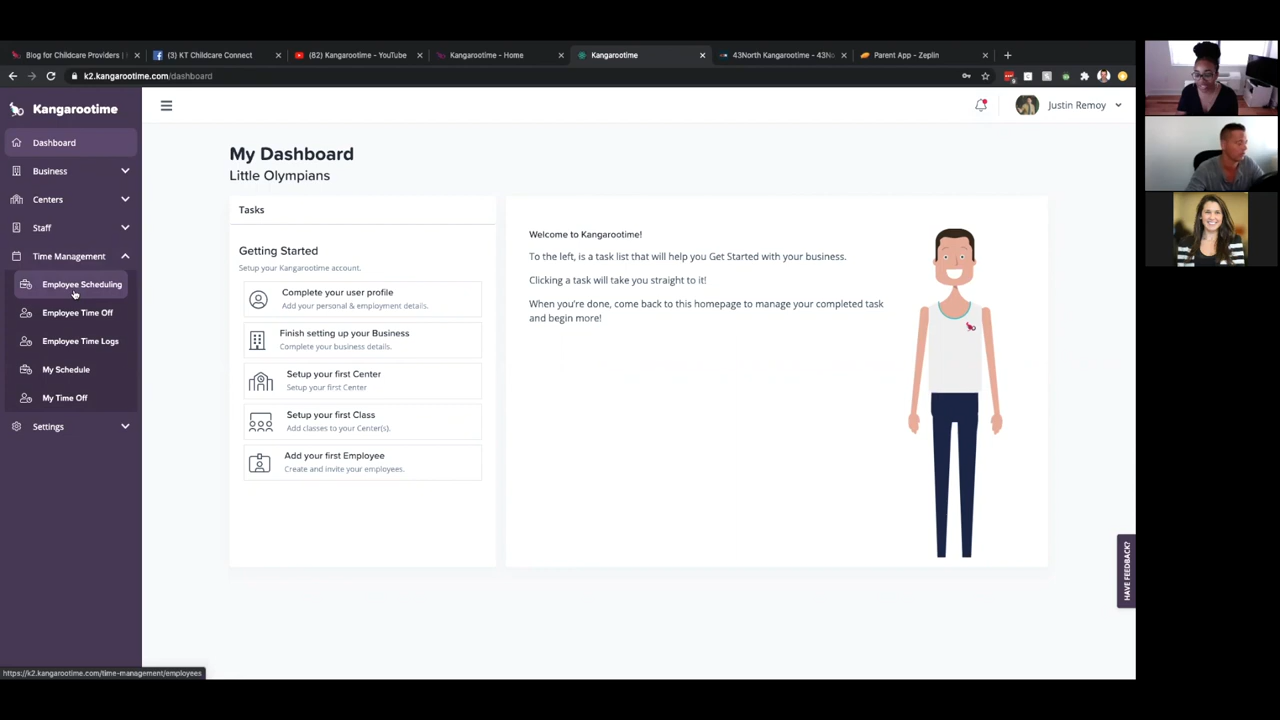 Blog for Childcare Providers |
(3) KT Childcare Connect
(82) Kangarootime - YouTube
Kangarootime - Home
Kangarootime
43North Kangarootime - 43No
Parent App - Zeplin
k2.kangarootime.com/dashboard
Kangarootime
Justin Remoy
Dashboard
Business
Centers
Staff
Time Management
Employee Scheduling
Employee Time Off
Employee Time Logs
My Schedule
My Time Off
Settings
My Dashboard
Little Olympians
Tasks
Getting Started
Setup your Kangarootime account.
Complete your user profile
Add your personal & employment details.
Finish setting up your Business
Complete your business details.
Setup your first Center
Setup your first Center
Setup your first Class
Add classes to your Center(s).
Add your first Employee
Create and invite your employees.
Welcome to Kangarootime!
To the left, is a task list that will help you Get Started with your business.
Clicking a task will take you straight to it!
When you're done, come back to this homepage to manage your completed task
and begin more!
HAVE FEEDBACK?
https://k2.kangarootime.com/time-management/employees